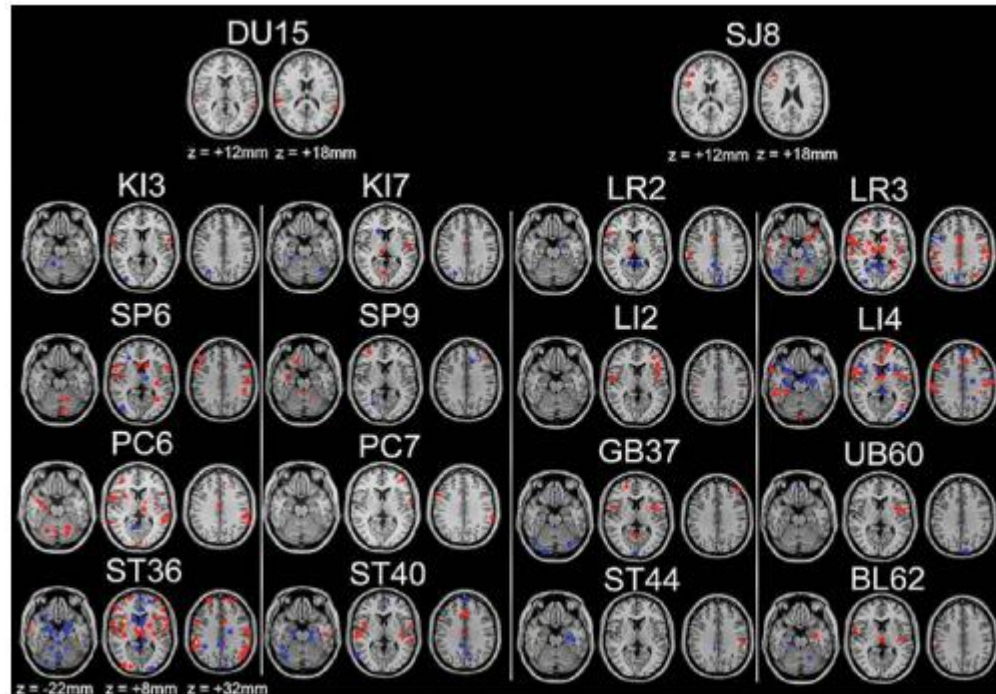 DU15 SJ8
z = +12mm z = +18mm z = +12mm z = +18mm
KI3 KI7 LR2 LR3
SP6 SP9 LI2 LI4
PC6 PC7 GB37 UB60
ST36 ST40 ST44 BL62
z = -22mm z = +8mm z = +32mm